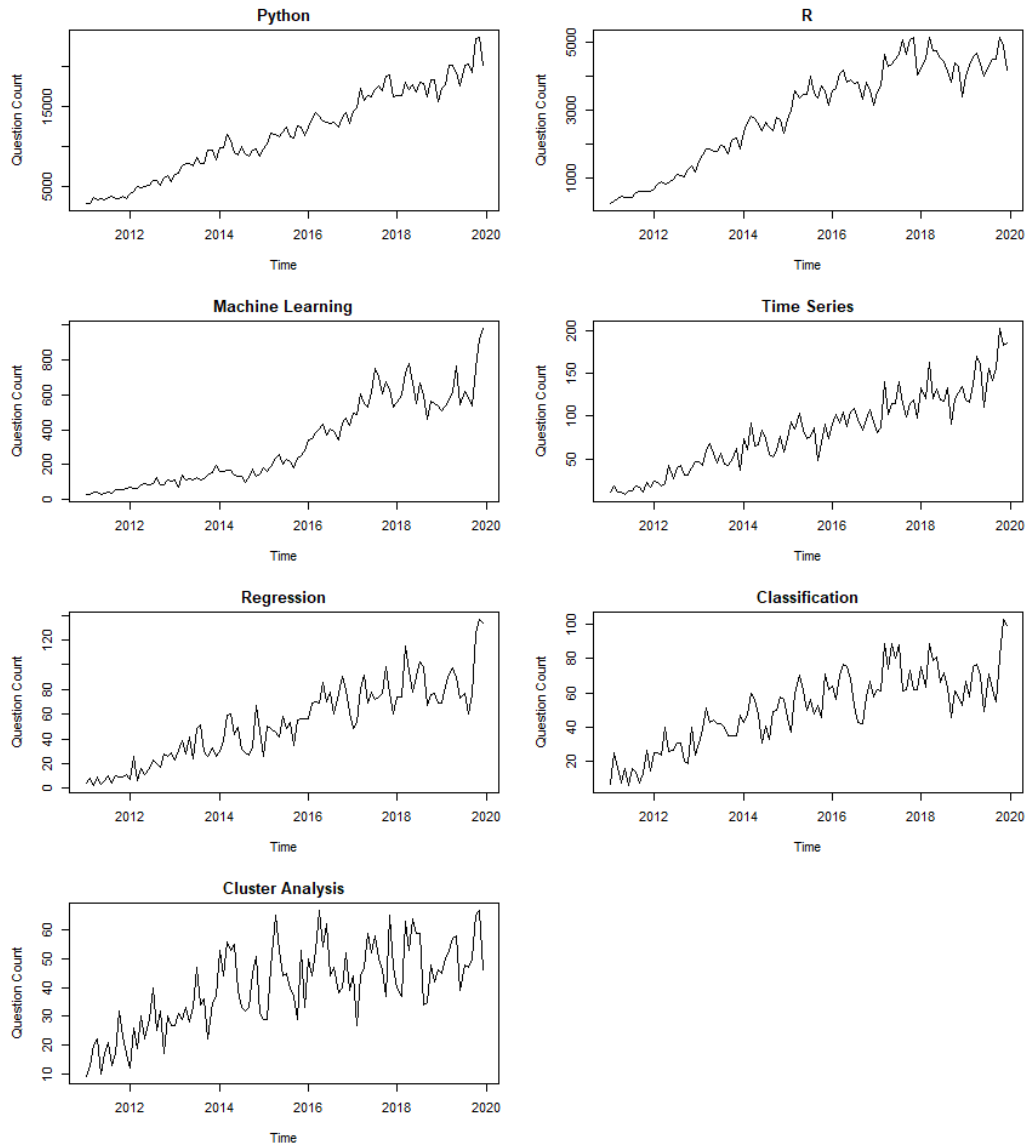 Python
Question Count
5000
15000
2012 2014 2016 2018 2020
Time
R
Question Count
1000
3000
5000
2012 2014 2016 2018 2020
Time
Machine Learning
Question Count
0
200
400
600
800
2012 2014 2016 2018 2020
Time
Time Series
Question Count
50
100
150
200
2012 2014 2016 2018 2020
Time
Regression
Question Count
0
20
40
60
80
120
2012 2014 2016 2018 2020
Time
Classification
Question Count
20
40
60
80
100
2012 2014 2016 2018 2020
Time
Cluster Analysis
Question Count
10
20
30
40
50
60
2012 2014 2016 2018 2020
Time